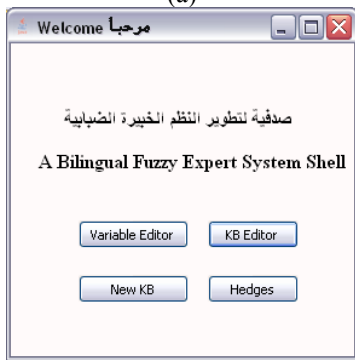 (a)
Welcome مرحباً
صدفية لتطوير النظم الخبيرة الضبابية
A Bilingual Fuzzy Expert System Shell
Variable Editor
KB Editor
New KB
Hedges